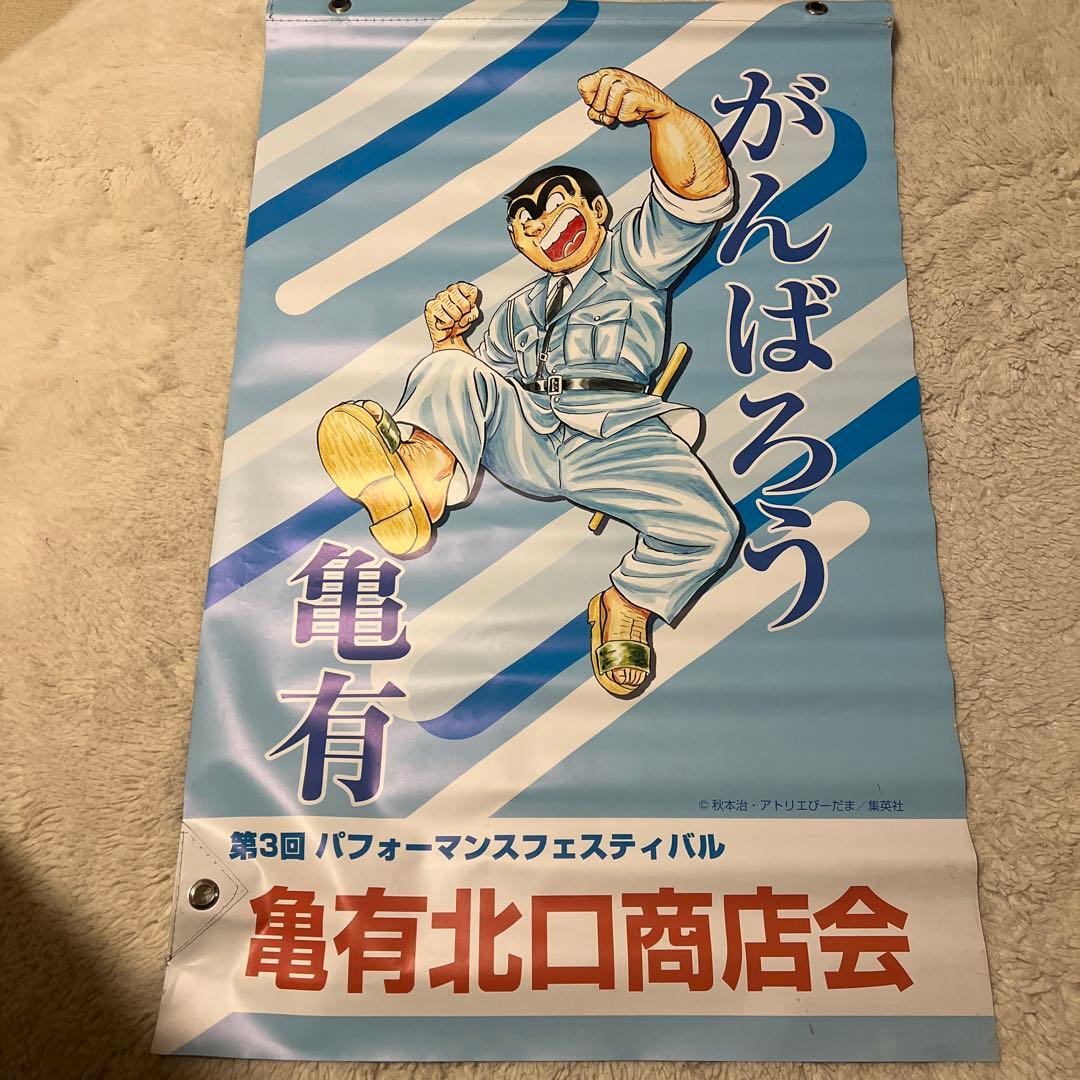 がんばろう
亀有
©秋本治・アトリエびーだま／集英社
第3回 パフォーマンスフェスティバル
亀有北口商店会